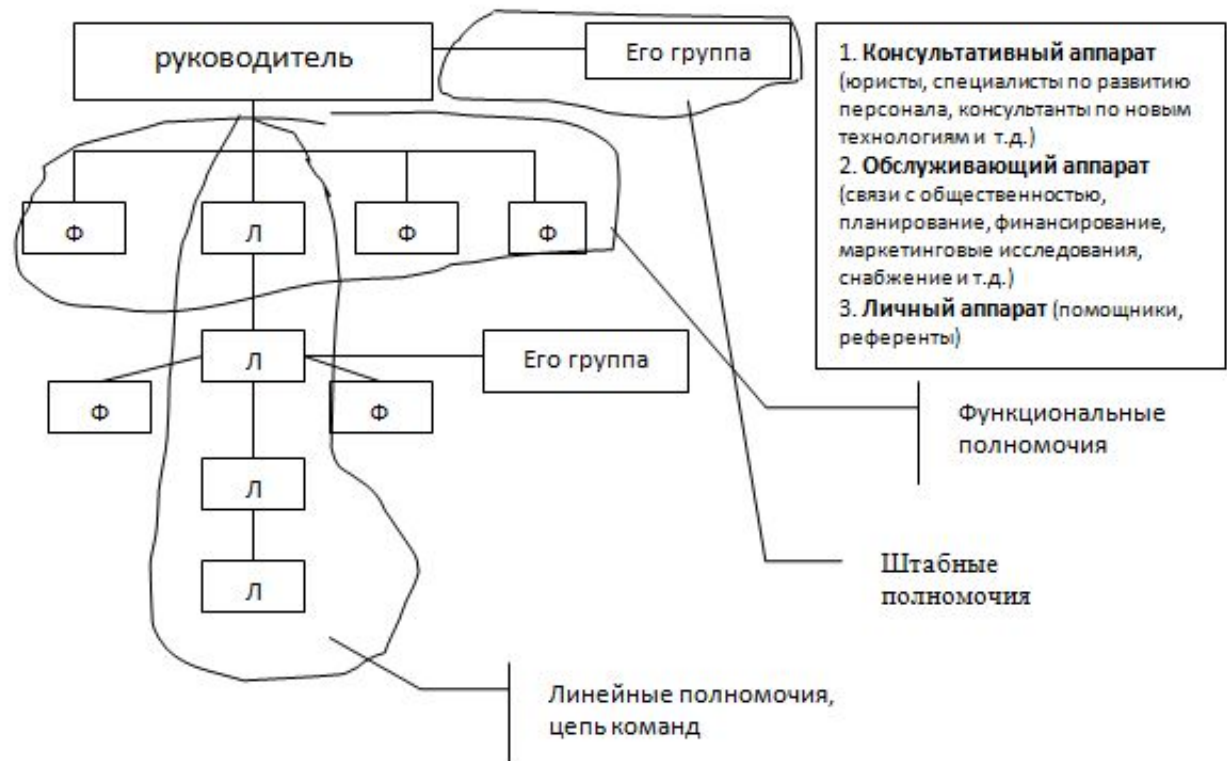 руководитель
Его группа
1. Консультативный аппарат
(юристы, специалисты по развитию
персонала, консультанты по новым
технологиям и т.д.)
2. Обслуживающий аппарат
(связи с общественностью,
планирование, финансирование,
маркетинговые исследования,
снабжение и т.д.)
3. Личный аппарат (помощники,
референты)
Ф
Л
Ф
Ф
Л
Его группа
Ф
Ф
Функциональные
полномочия
Л
Л
Штабные
полномочия
Линейные полномочия,
цепь команд